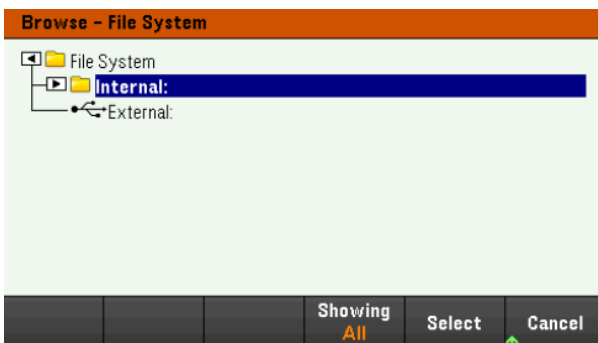 Browse - File System
File System
Internal:
External:
Showing
All
Select
Cancel